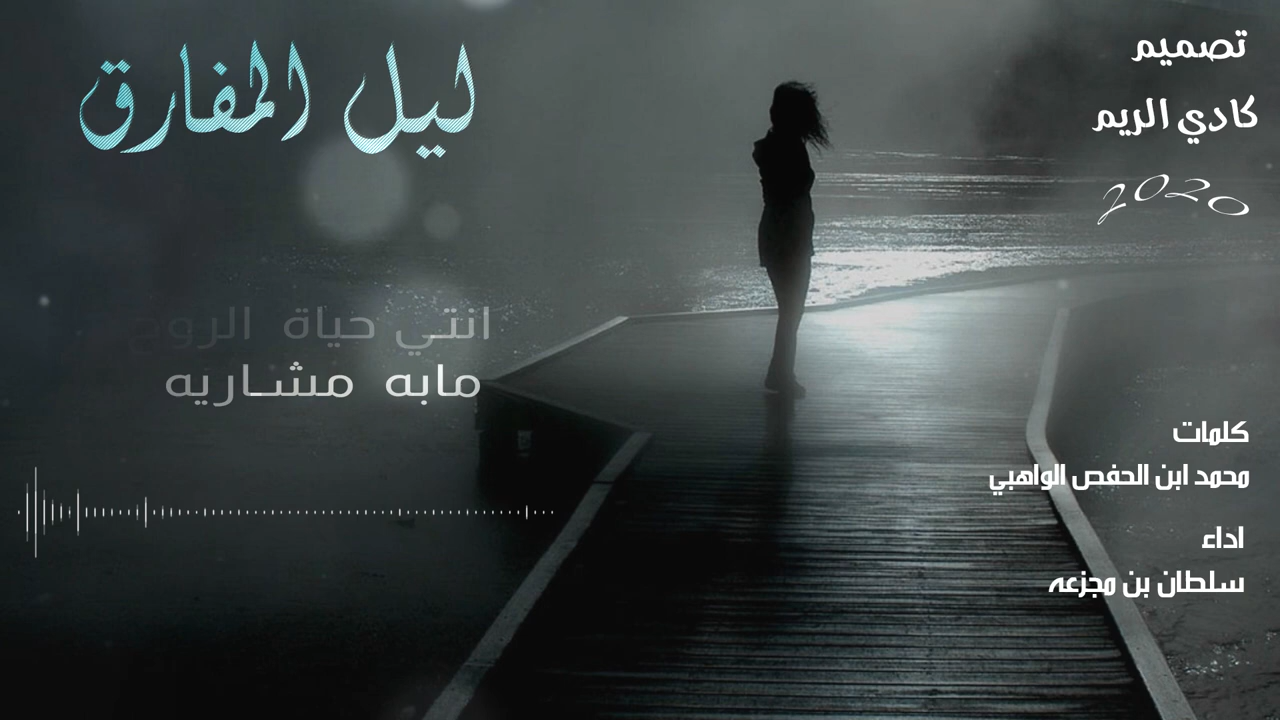 ليل المفارق
تصميم
كادي الريم
2020
انتي حياة الروح
مابه مشاريه
كلمات
محمد ابن الحفص الواهبي
اداء
سلطان بن مجزعه